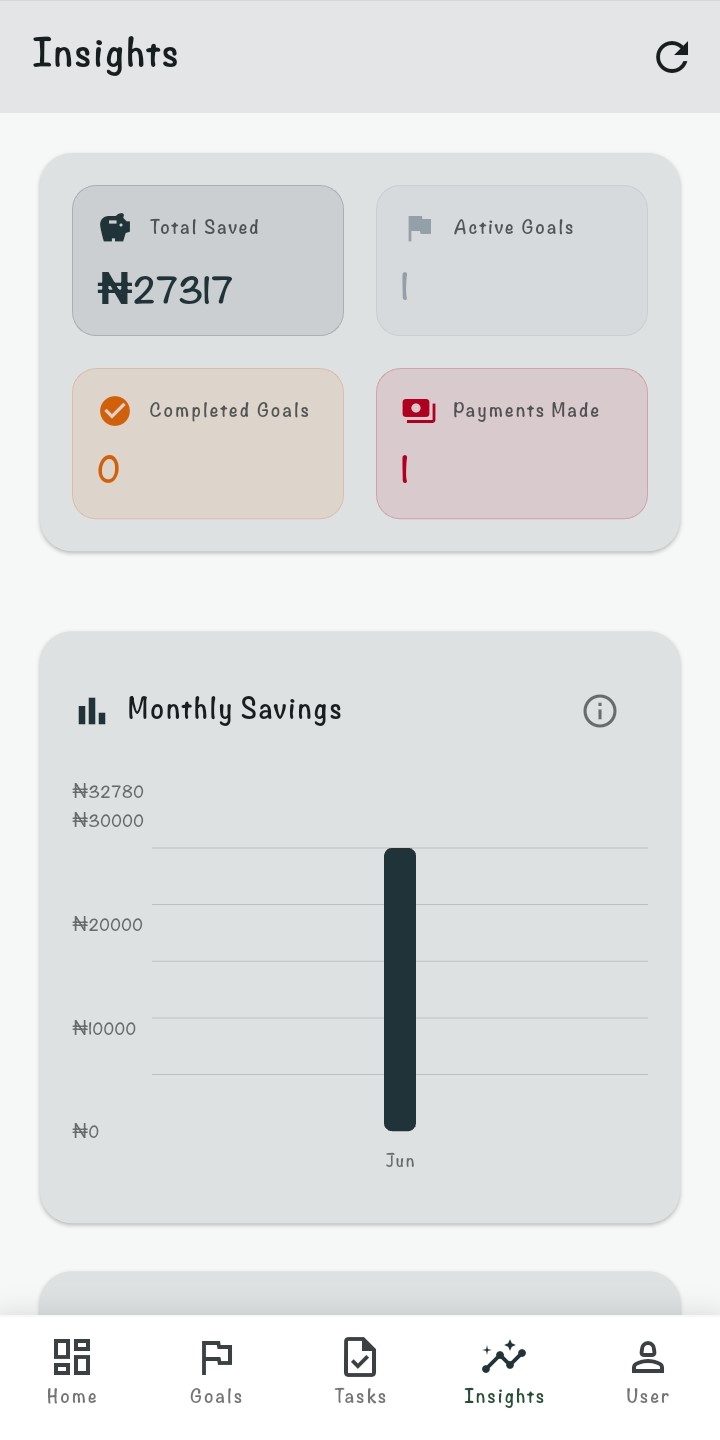 Insights
Total Saved
₦27317
Active Goals
1
Completed Goals
0
Payments Made
1
Monthly Savings
₦32780
₦30000
₦20000
₦10000
₦0
Jun
Home
Goals
Tasks
Insights
User